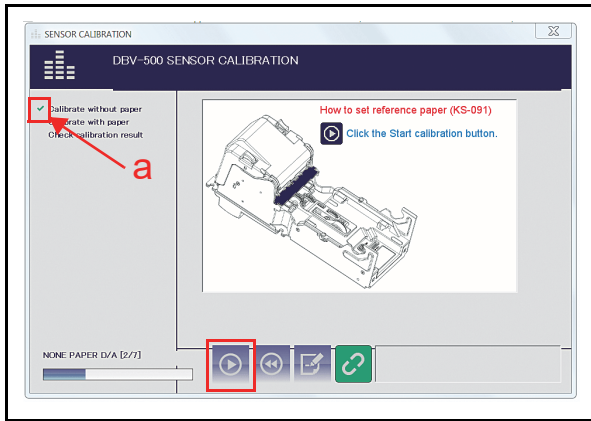 SENSOR CALIBRATION
DBV-500 SENSOR CALIBRATION
Calibrate without paper
Calibrate with paper
Check calibration result
a
How to set reference paper (KS-091)
Click the Start calibration button.
NONE PAPER D/A [2/7]